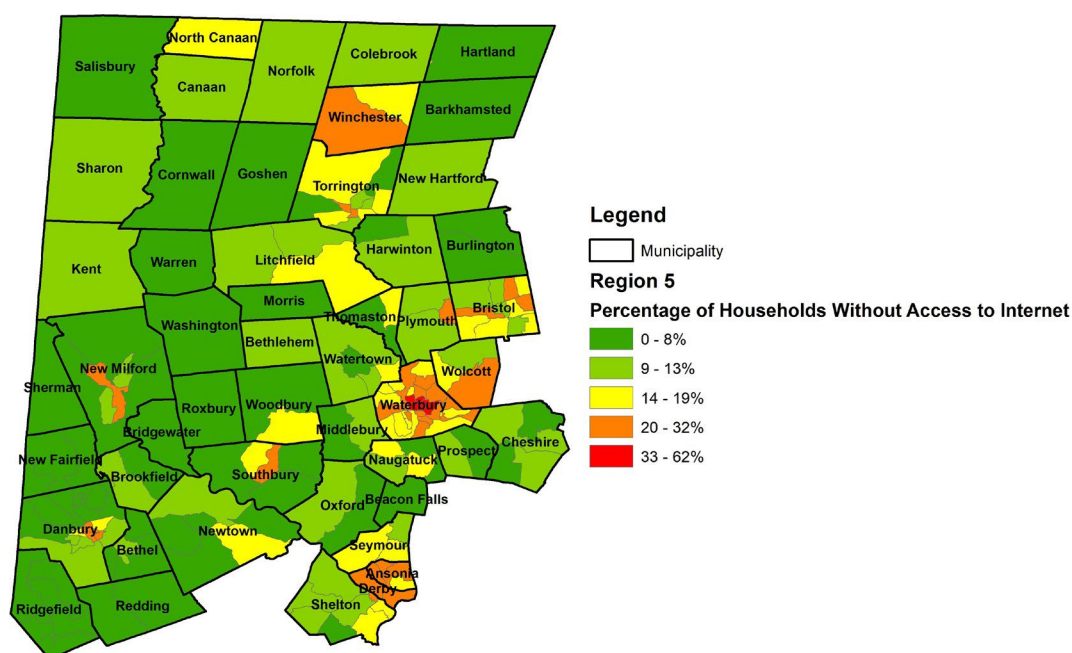 North Canaan
Salisbury
Canaan
Norfolk
Colebrook
Hartland
Winchester
Barkhamsted
Sharon
Cornwall
Goshen
Torrington
New Hartford
Kent
Warren
Litchfield
Harwinton
Burlington
Morris
Washington
Thomaston
Plymouth
Bristol
Bethlehem
Watertown
Wolcott
Sherman
New Milford
Roxbury
Woodbury
Waterbury
Bridgewater
Middlebury
Cheshire
New Fairfield
Brookfield
Southbury
Naugatuck
Prospect
Oxford
Beacon Falls
Danbury
Bethel
Newtown
Seymour
Ansonia
Derby
Shelton
Ridgefield
Redding
Legend
Municipality
Region 5
Percentage of Households Without Access to Internet
0 - 8%
9 - 13%
14 - 19%
20 - 32%
33 - 62%